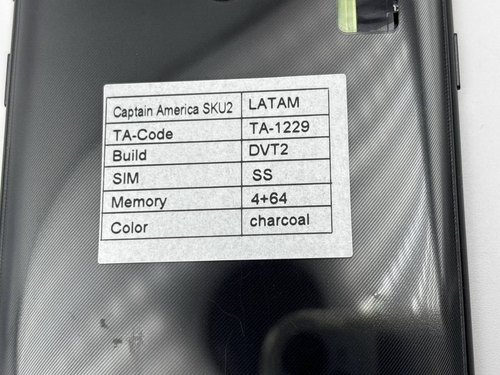 Captain America SKU2 LATAM
TA-Code TA-1229
Build DVT2
SIM SS
Memory 4+64
Color charcoal